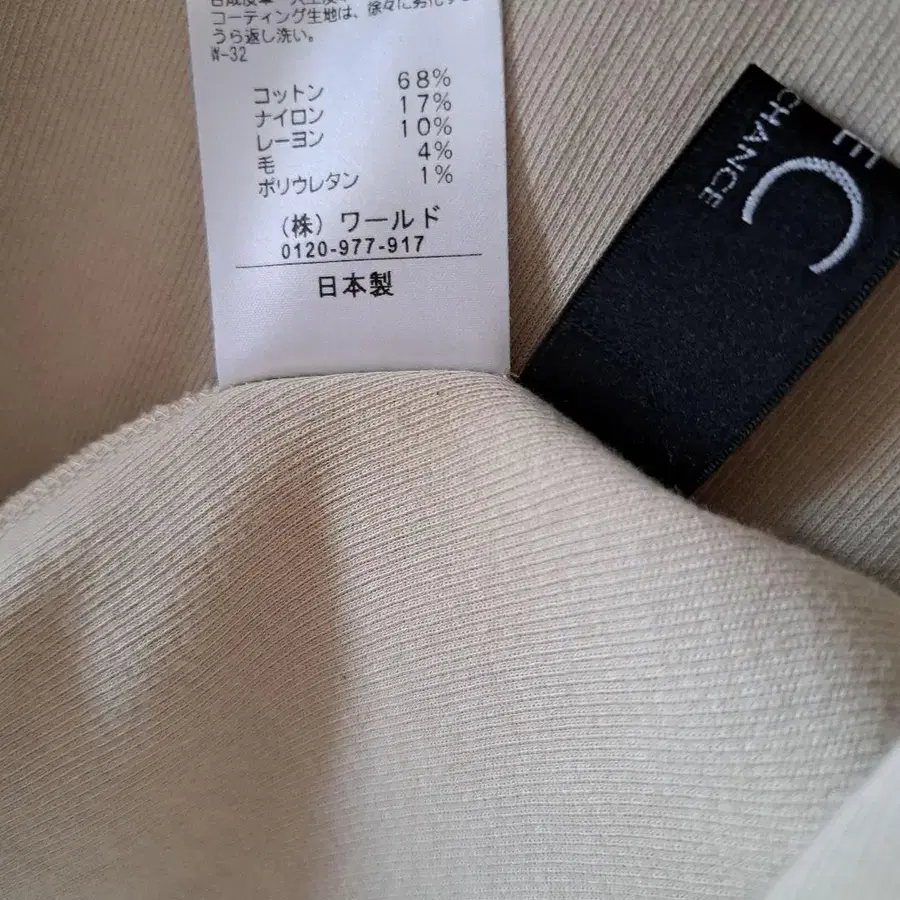 コーティング生地は、徐々に劣化する
うら返し洗い。
W-32
コットン 68%
ナイロン 17%
レーヨン 10%
毛 4%
ポリウレタン 1%
(株)ワールド
0120-977-917
日本製
E C
CHANCE